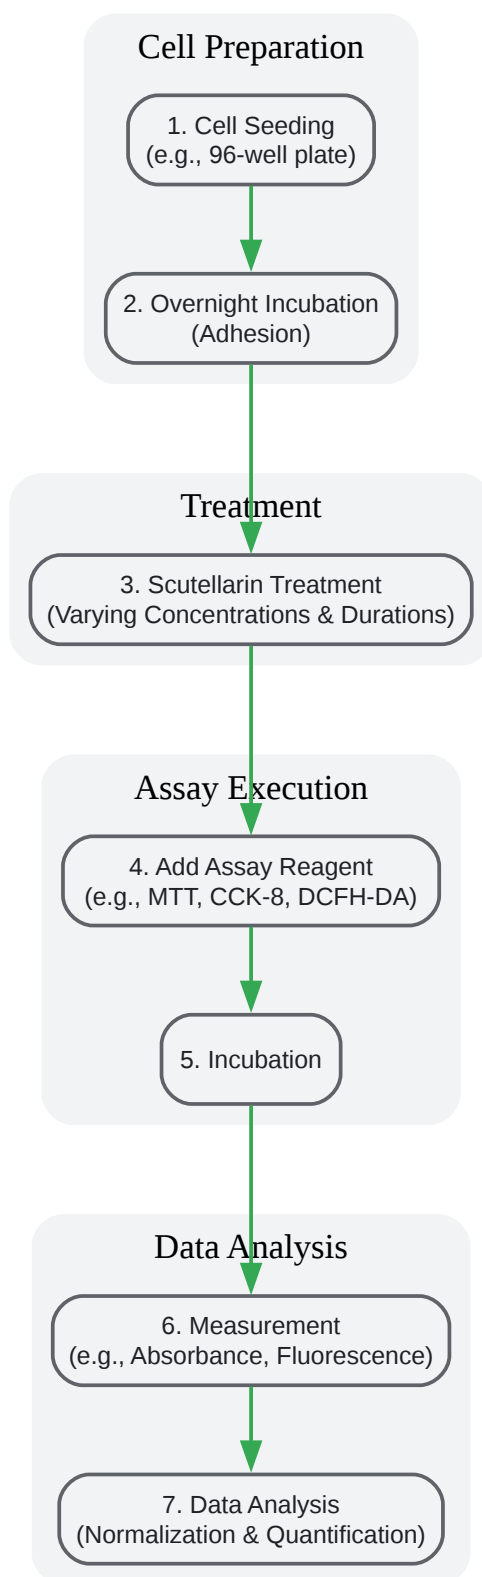 Cell Preparation
1. Cell Seeding
(e.g., 96-well plate)
2. Overnight Incubation
(Adhesion)
Treatment
3. Scutellarin Treatment
(Varying Concentrations & Durations)
Assay Execution
4. Add Assay Reagent
(e.g., MTT, CCK-8, DCFH-DA)
5. Incubation
Data Analysis
6. Measurement
(e.g., Absorbance, Fluorescence)
7. Data Analysis
(Normalization & Quantification)